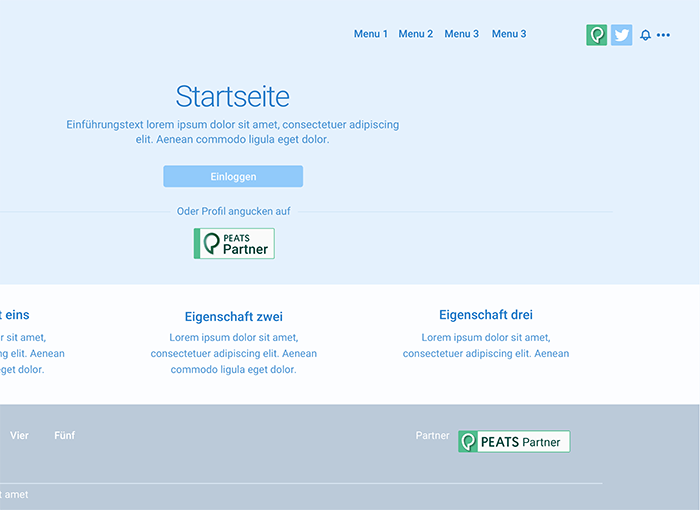 Menu 1 Menu 2 Menu 3 Menu 3
Startseite
Einführungstext lorem ipsum dolor sit amet, consectetuer adipiscing
elit. Aenean commodo ligula eget dolor.
Einloggen
Oder Profil angucken auf
PEATS
Partner
t eins
r sit amet,
ng elit. Aenean
eget dolor.
Eigenschaft zwei
Lorem ipsum dolor sit amet,
consectetuer adipiscing elit. Aenean
commodo ligula eget dolor.
Eigenschaft drei
Lorem ipsum dolor sit amet,
consectetuer adipiscing elit. Aenean
Vier Fünf
Partner PEATS Partner
t amet